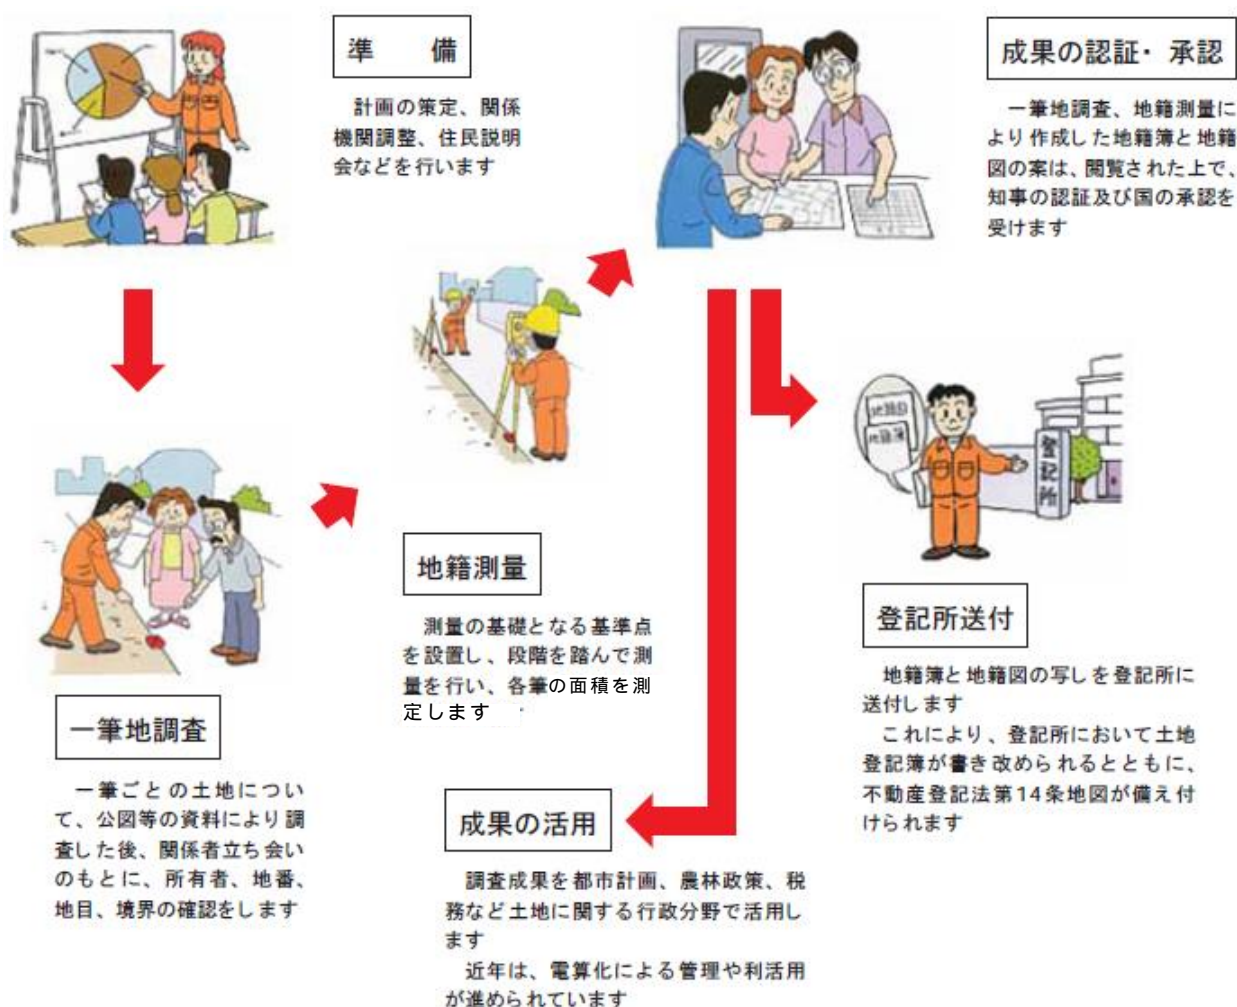 準　備
計画の策定、関係
機関調整、住民説明
会などを行います
成果の認証・承認
一筆地調査、地籍測量に
より作成した地籍簿と地籍
図の案は、閲覧された上で、
知事の認証及び国の承認を
受けます
一筆地調査
一筆ごとの土地につい
て、公図等の資料により調
査した後、関係者立ち会い
のもとに、所有者、地番、
地目、境界の確認をします
地籍測量
測量の基礎となる基準点
を設置し、段階を踏んで測
量を行い、各筆の面積を測
定します
地籍簿
登記所
登記所送付
地籍簿と地籍図の写しを登記所に
送付します
これにより、登記所において土地
登記簿が書き改められるとともに、
不動産登記法第14条地図が備え付
けられます
成果の活用
調査成果を都市計画、農林政策、税
務など土地に関する行政分野で活用し
ます
近年は、電算化による管理や利活用
が進められています